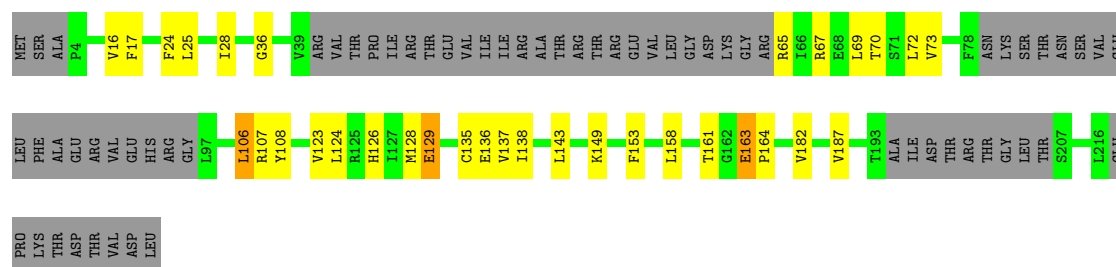 MET SER ALA P4 V16 F17 F24 L25 I28 G36 V39 ARG VAL THR PRO ILE ARG THR GLU VAL ILE ILE ARG ALA THR ARG THR ARG GLU VAL LEU GLY ASP LYS GLY ARG R65 I66 R67 E68 L69 T70 S71 L72 V73 F78 ASN LYS SER THR ASN SER VAL
LEU PHE ALA GLU ARG VAL GLU HIS ARG GLY L97 L106 R107 Y108 V123 L124 R125 H126 I127 M128 E129 C135 E136 V137 I138 L143 K149 F153 L158 T161 G162 E163 P164 V182 V187 T193 ALA ILE ASP THR ARG THR GLY LEU THR S207 L216
PRO LYS THR ASP THR VAL ASP LEU